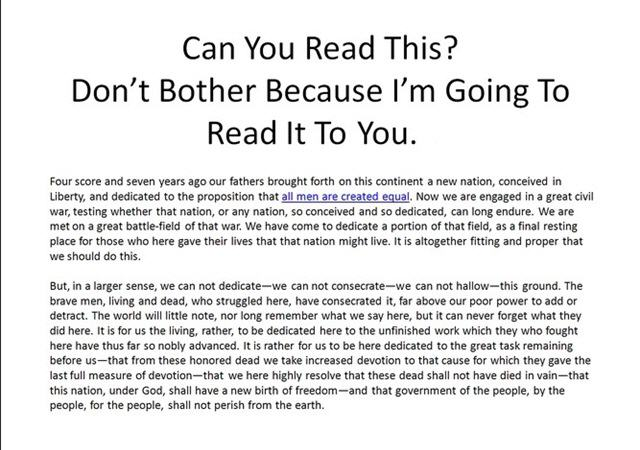 Can You Read This?
Don’t Bother Because I’m Going To
Read It To You.
Four score and seven years ago our fathers brought forth on this continent a new nation, conceived in
Liberty, and dedicated to the proposition that all men are created equal. Now we are engaged in a great civil
war, testing whether that nation, or any nation, so conceived and so dedicated, can long endure. We are
met on a great battle-field of that war. We have come to dedicate a portion of that field, as a final resting
place for those who here gave their lives that that nation might live. It is altogether fitting and proper that
we should do this.
But, in a larger sense, we can not dedicate—we can not consecrate—we can not hallow—this ground. The
brave men, living and dead, who struggled here, have consecrated it, far above our poor power to add or
detract. The world will little note, nor long remember what we say here, but it can never forget what they
did here. It is for us the living, rather, to be dedicated here to the unfinished work which they who fought
here have thus far so nobly advanced. It is rather for us to be here dedicated to the great task remaining
before us—that from these honored dead we take increased devotion to that cause for which they gave the
last full measure of devotion—that we here highly resolve that these dead shall not have died in vain—that
this nation, under God, shall have a new birth of freedom—and that government of the people, by the
people, for the people, shall not perish from the earth.